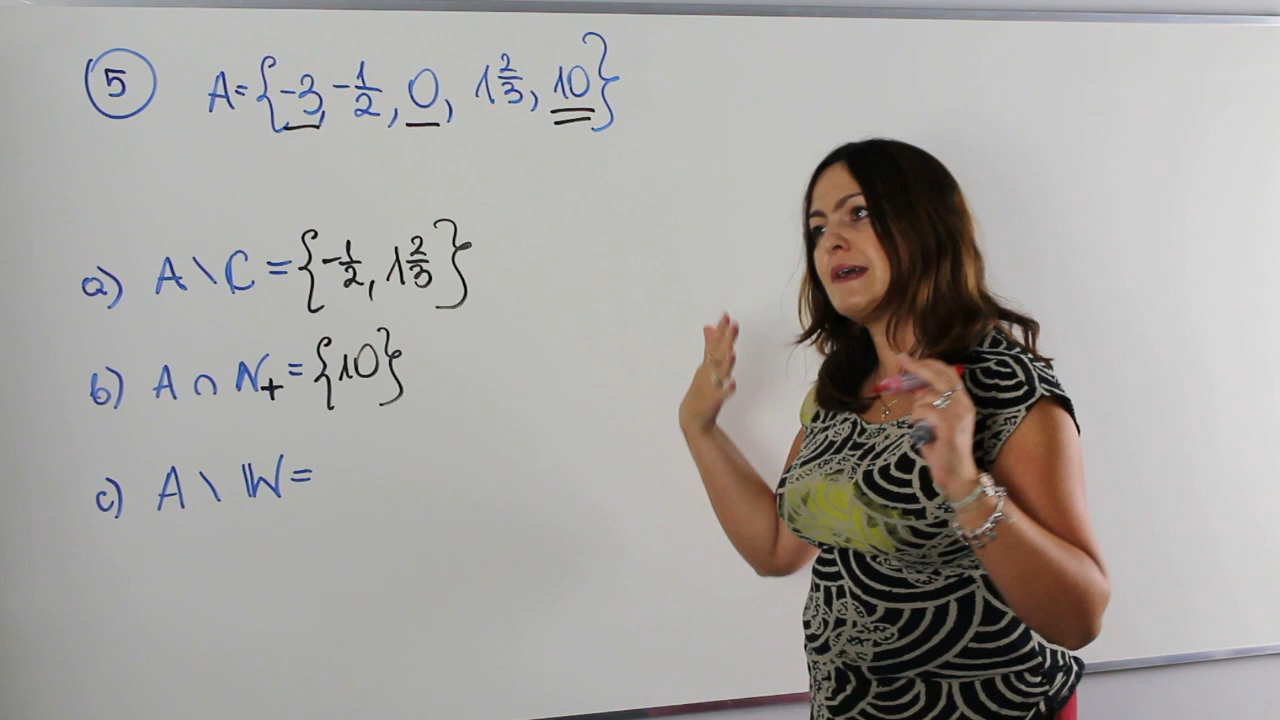 5 A={-3, -1/2, 0, 1 2/3, 10}
a) A \ C = {-1/2, 1 2/3}
b) A ∩ N+ = {10}
c) A \ W =